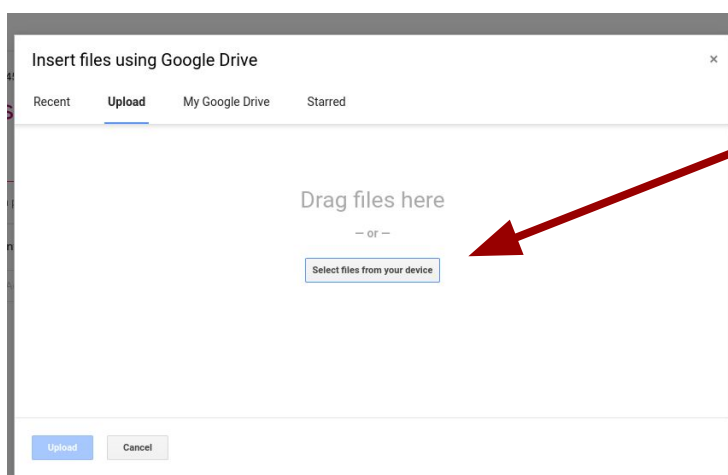 Insert files using Google Drive
×
Recent Upload My Google Drive Starred
Drag files here
— or —
Select files from your device
Upload Cancel